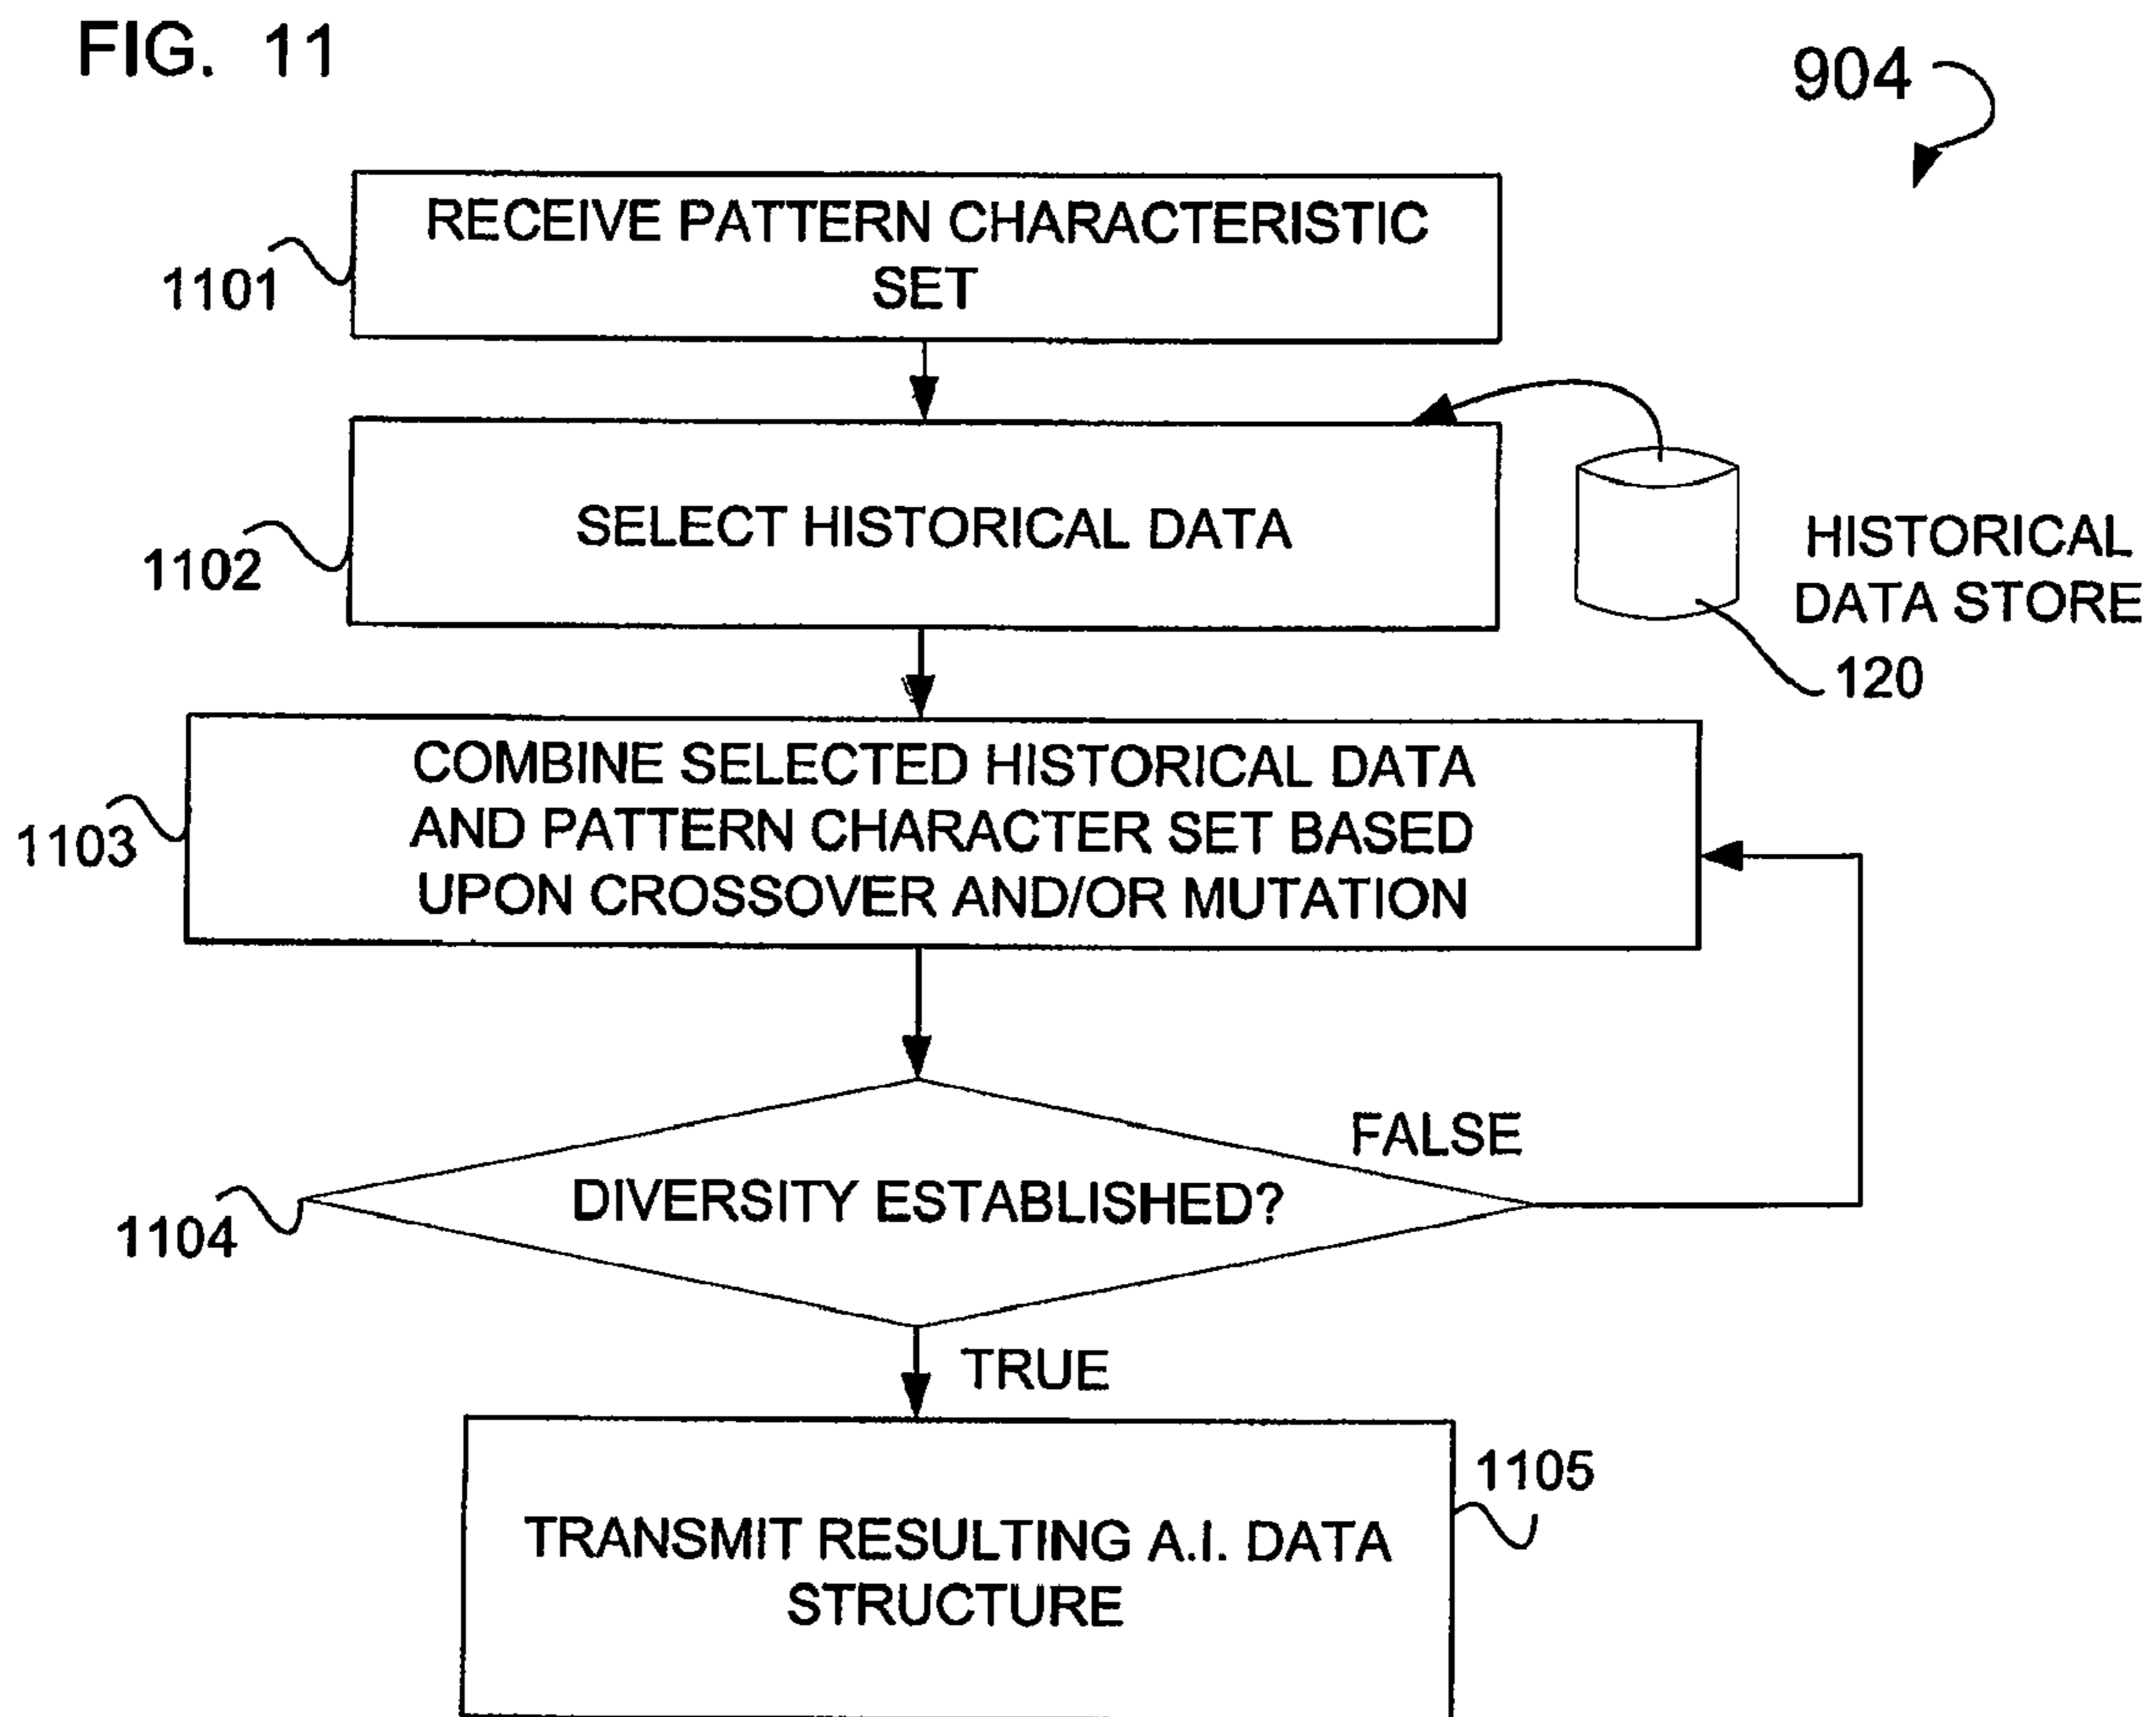 FIG. 11
904
RECEIVE PATTERN CHARACTERISTIC
SET
1101
SELECT HISTORICAL DATA
1102
HISTORICAL
DATA STORE
120
COMBINE SELECTED HISTORICAL DATA
AND PATTERN CHARACTER SET BASED
UPON CROSSOVER AND/OR MUTATION
1103
FALSE
DIVERSITY ESTABLISHED?
1104
TRUE
1105
TRANSMIT RESULTING A.I. DATA
STRUCTURE